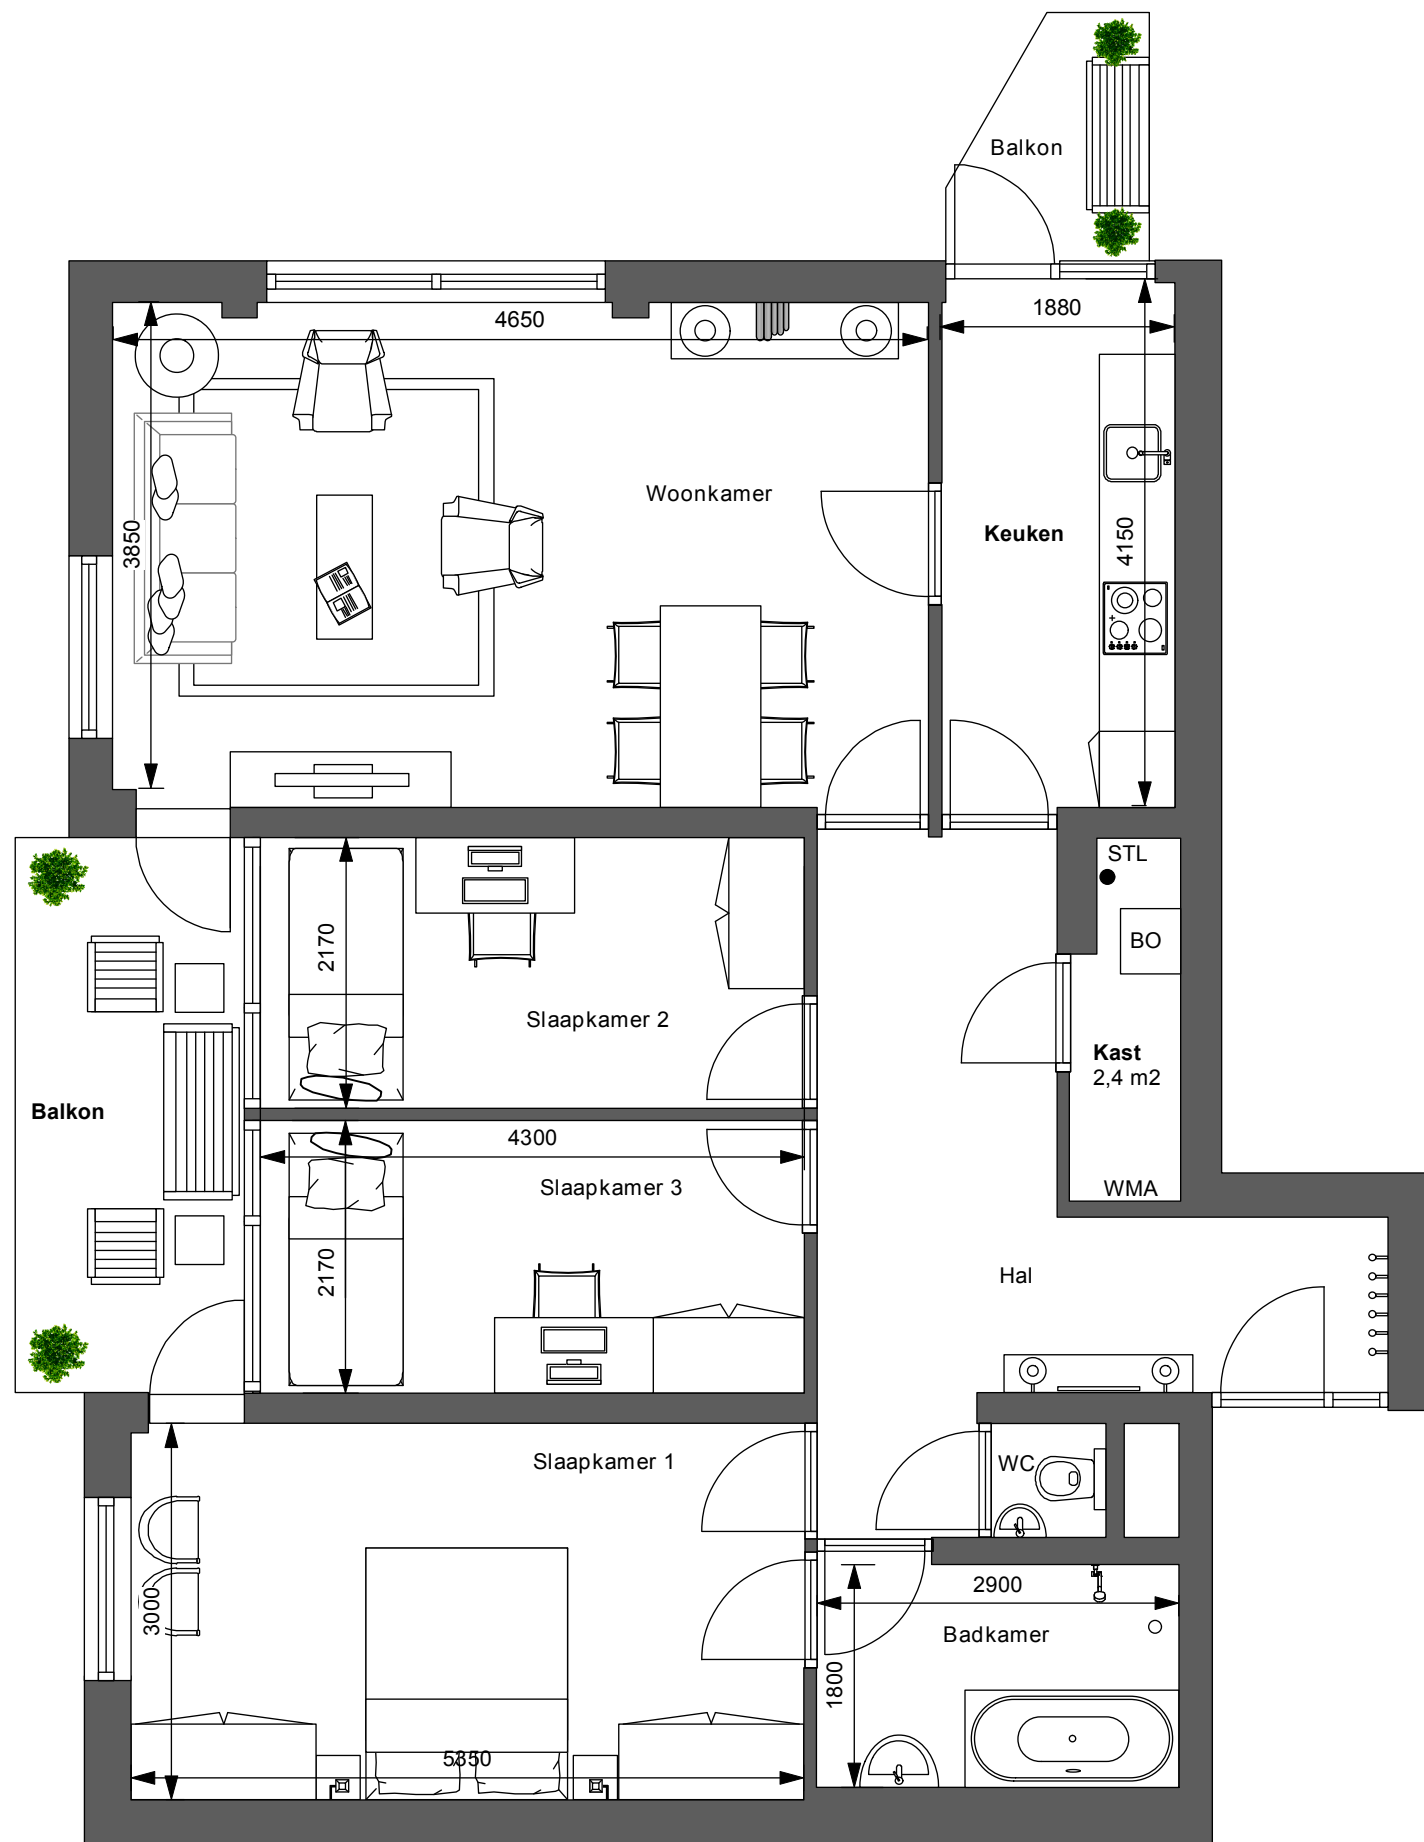 Balkon
4650
1880
Woonkamer
3850
Keuken
4150
STL
BO
2170
Slaapkamer 2
Kast
2,4 m2
Balkon
4300
Slaapkamer 3
WMA
2170
Hal
Slaapkamer 1
WC
3000
2900
Badkamer
1800
5350